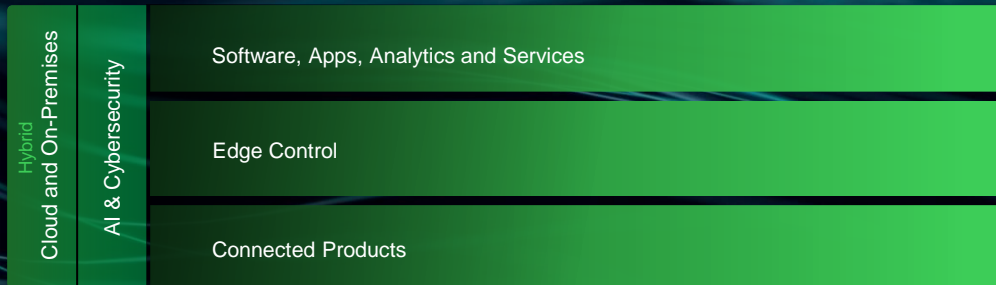 Hybrid
Cloud and On-Premises
AI & Cybersecurity
Software, Apps, Analytics and Services
Edge Control
Connected Products